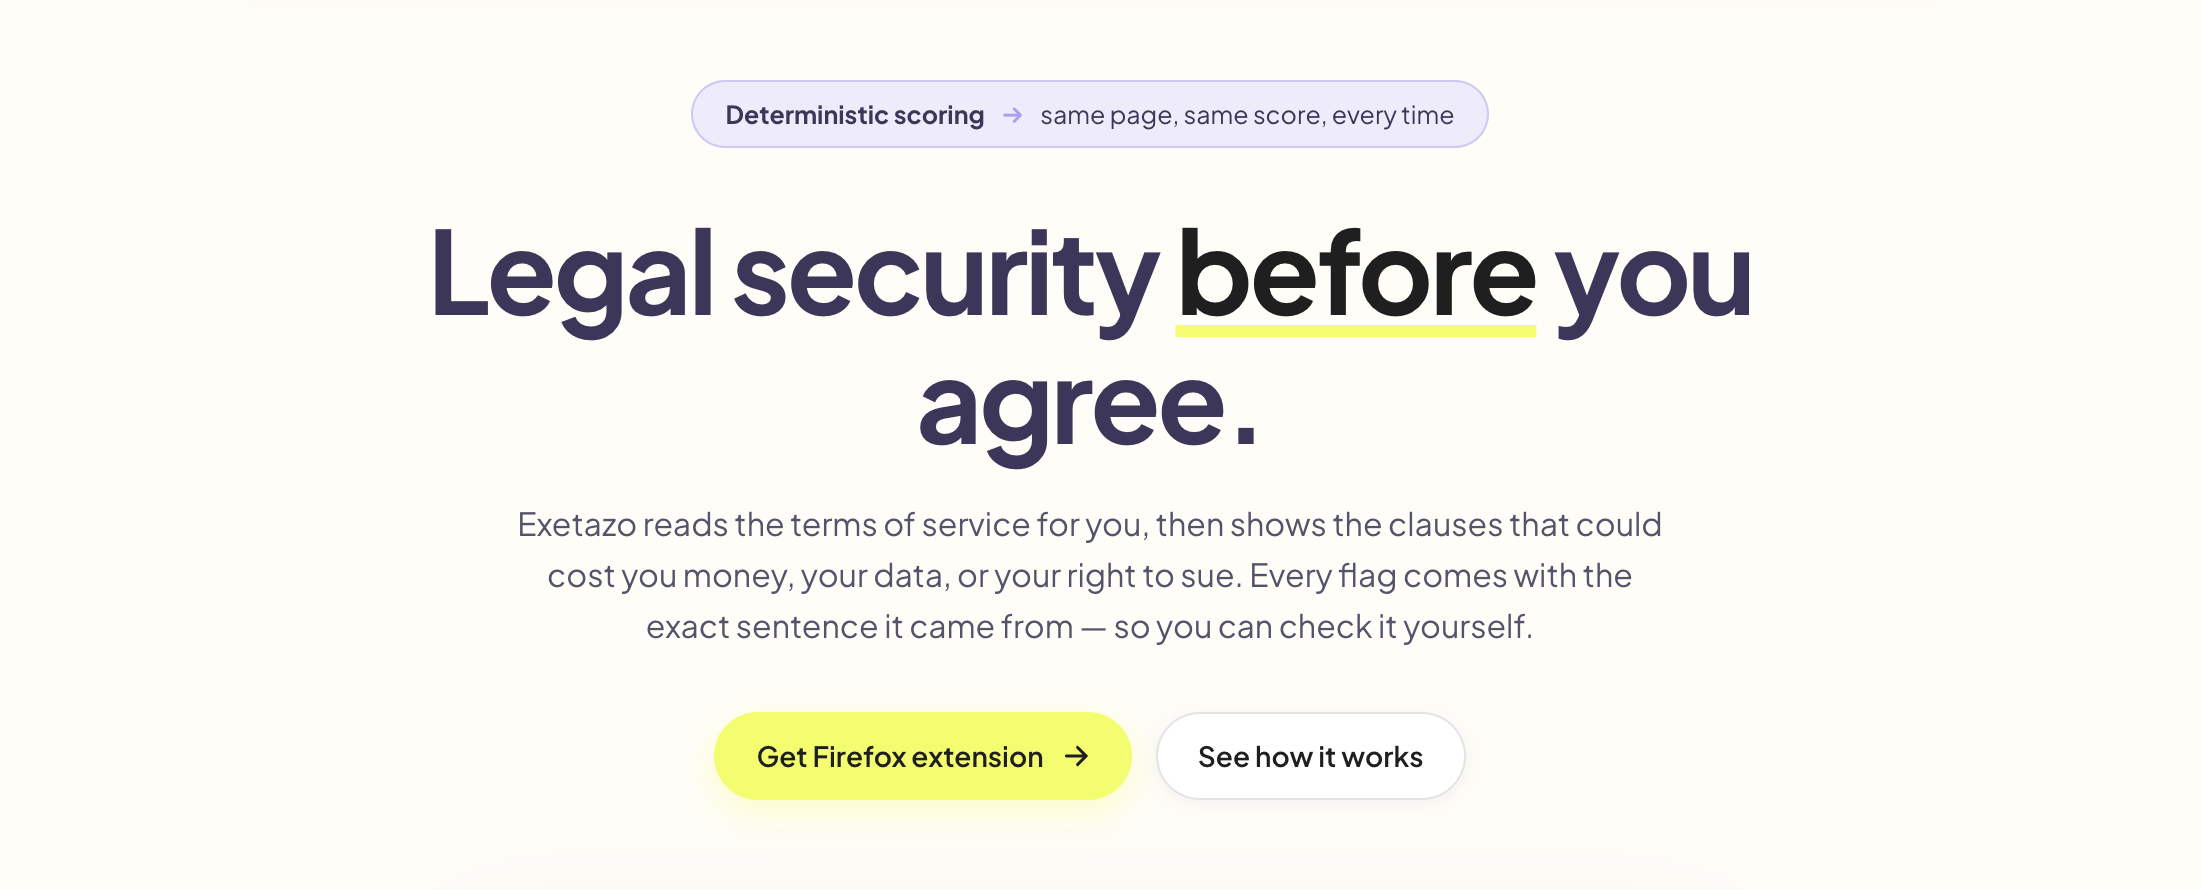 Deterministic scoring → same page, same score, every time
Legal security before you
agree.
Exetazo reads the terms of service for you, then shows the clauses that could
cost you money, your data, or your right to sue. Every flag comes with the
exact sentence it came from — so you can check it yourself.
Get Firefox extension →
See how it works